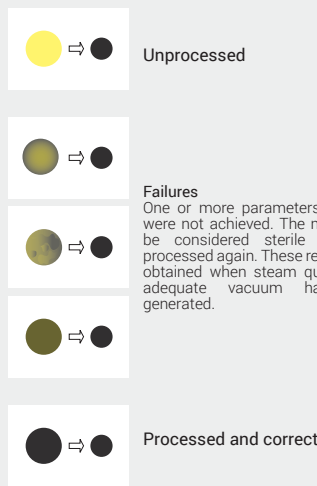 Unprocessed
Failures
One or more parameters
were not achieved. The
be considered sterile
processed again. These
obtained when steam
adequate vacuum
generated.
Processed and correct